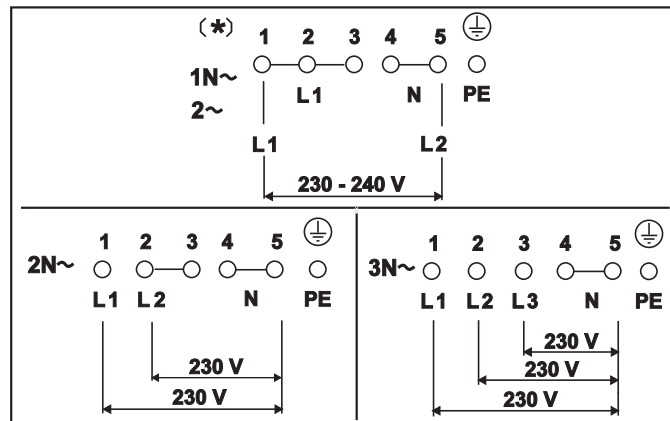 (*) 1 2 3 4 5
1N~ L1 N PE
2~
L1 L2
230 - 240 V
1 2 3 4 5
2N~
L1 L2 N PE
230 V
230 V
1 2 3 4 5
3N~
L1 L2 L3 N PE
230 V
230 V
230 V